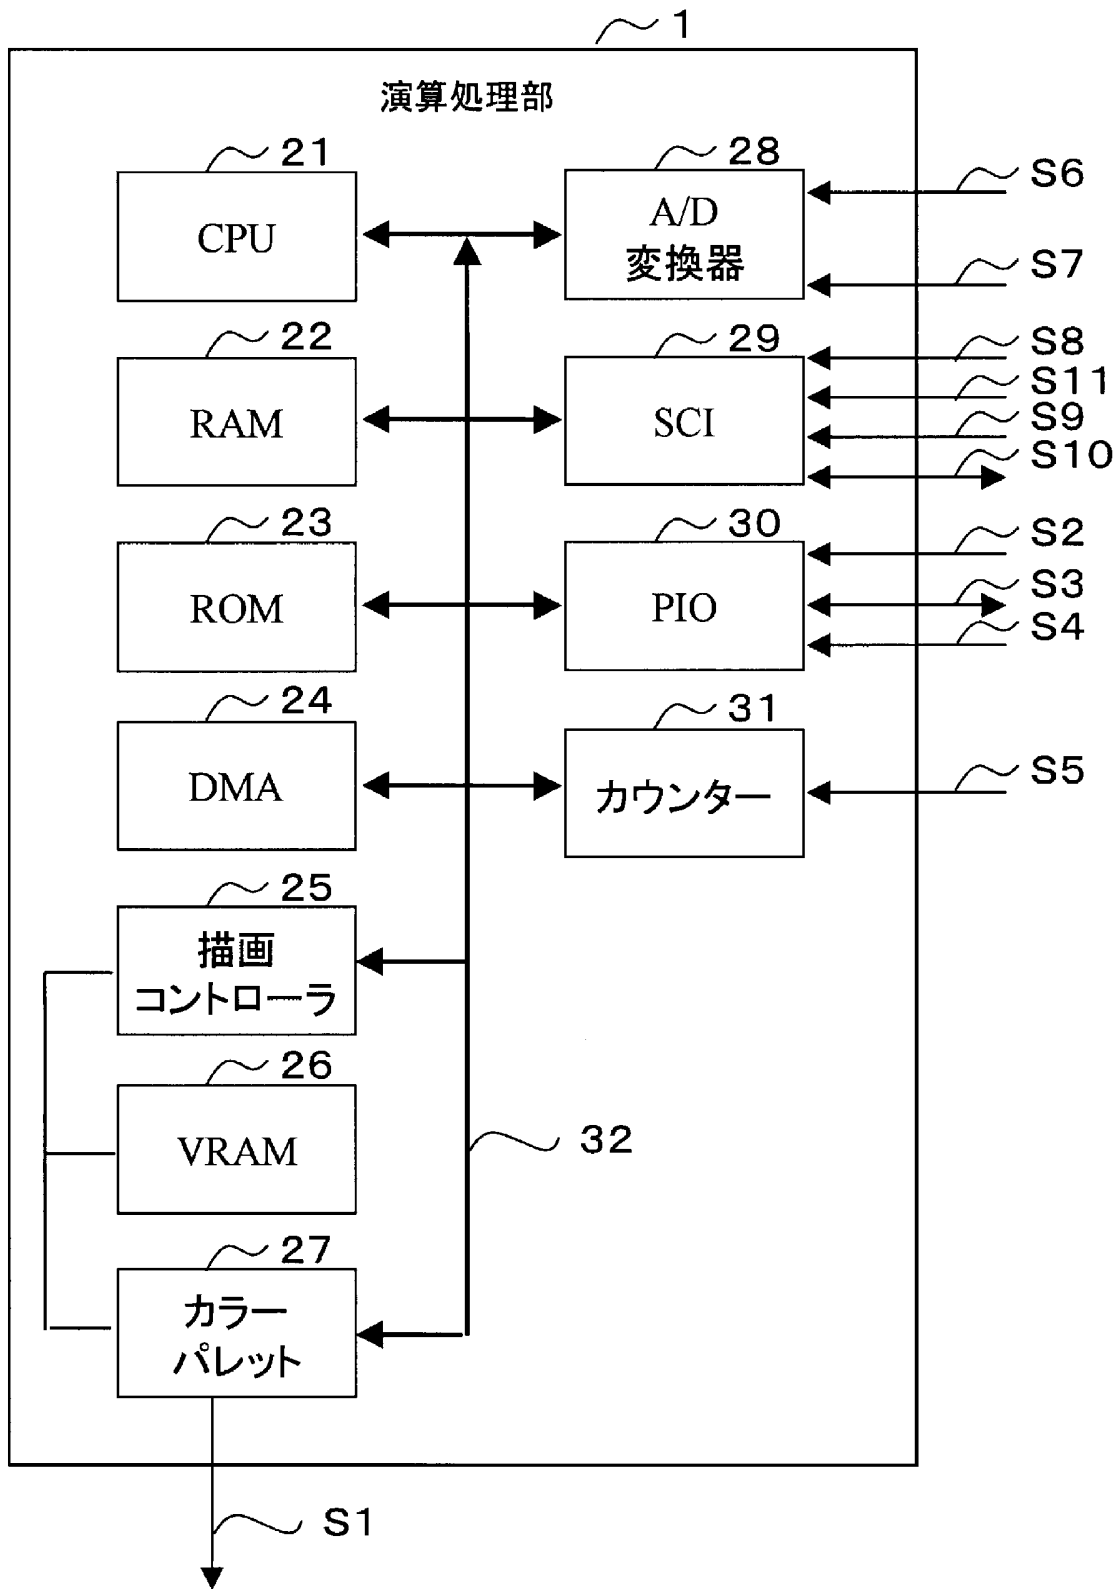 1
演算処理部
21
CPU
28
A/D
変換器
S6
S7
22
RAM
29
SCI
S8
S11
S9
S10
23
ROM
30
PIO
S2
S3
S4
24
DMA
31
カウンター
S5
25
描画
コントローラ
26
VRAM
32
27
カラー
パレット
S1